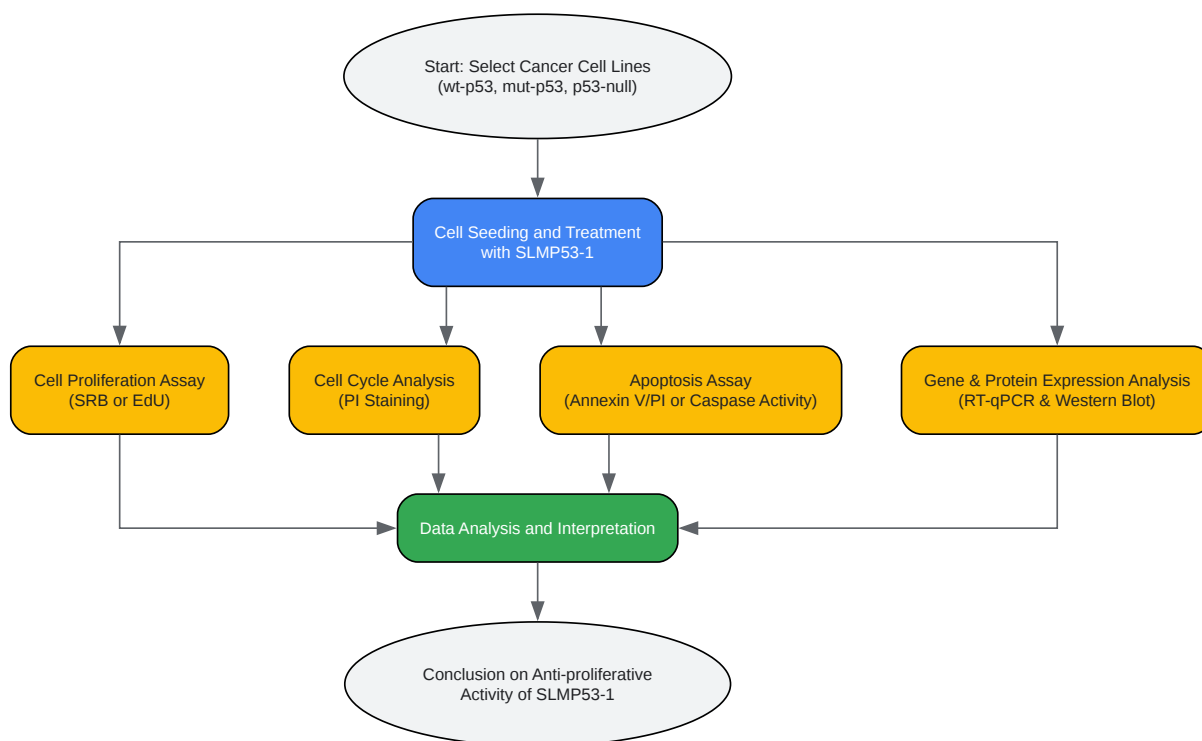 Start: Select Cancer Cell Lines
(wt-p53, mut-p53, p53-null)
Cell Seeding and Treatment
with SLMP53-1
Cell Proliferation Assay
(SRB or EdU)
Cell Cycle Analysis
(PI Staining)
Apoptosis Assay
(Annexin V/PI or Caspase Activity)
Gene & Protein Expression Analysis
(RT-qPCR & Western Blot)
Data Analysis and Interpretation
Conclusion on Anti-proliferative
Activity of SLMP53-1